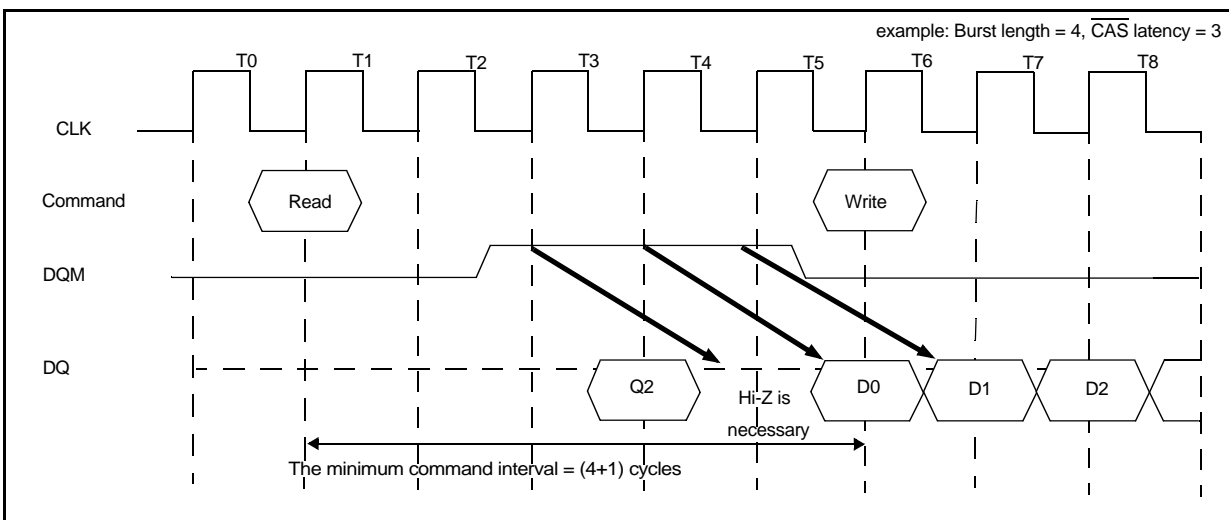 example: Burst length = 4, C̅A̅S̅ latency = 3
T0 T1 T2 T3 T4 T5 T6 T7 T8
CLK
Command Read Write
DQM
DQ Q2 D0 D1 D2
Hi-Z is
necessary
The minimum command interval = (4+1) cycles